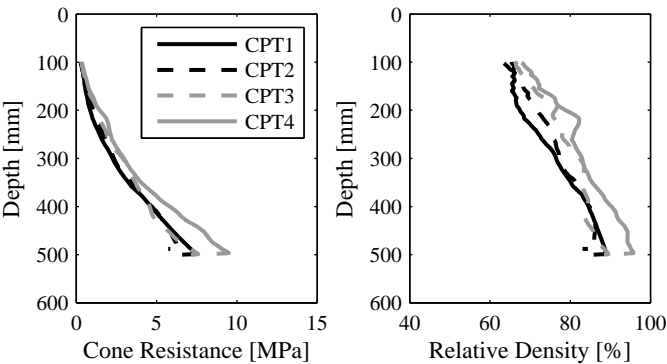 0
100
200
300
400
500
600
Depth [mm]
0
5
10
15
Cone Resistance [MPa]
CPT1
CPT2
CPT3
CPT4
0
100
200
300
400
500
600
Depth [mm]
40
60
80
100
Relative Density [%]